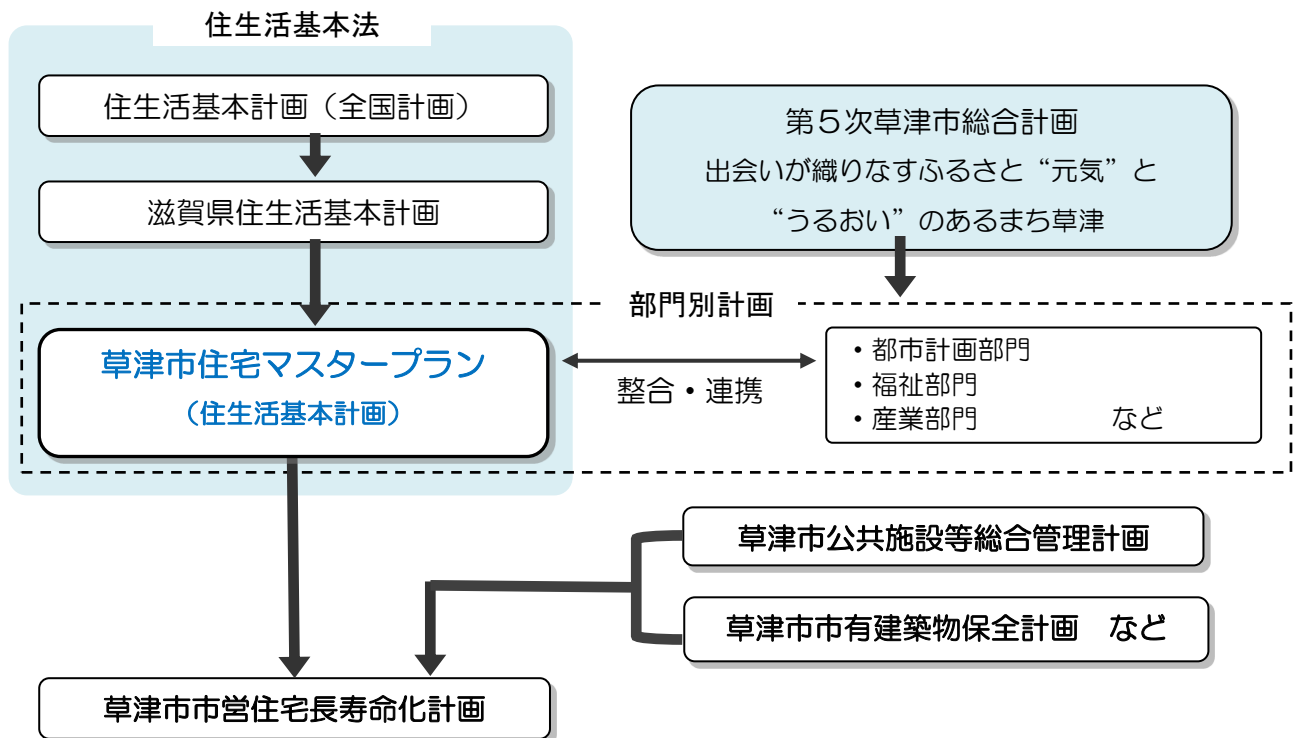 住生活基本法
住生活基本計画（全国計画）
滋賀県住生活基本計画
第５次草津市総合計画
出会いが織りなすふるさと“元気”と
“うるおい”のあるまち草津
部門別計画
草津市住宅マスタープラン
（住生活基本計画）
整合・連携
・都市計画部門
・福祉部門
・産業部門　　　　など
草津市公共施設等総合管理計画
草津市市有建築物保全計画　など
草津市市営住宅長寿命化計画